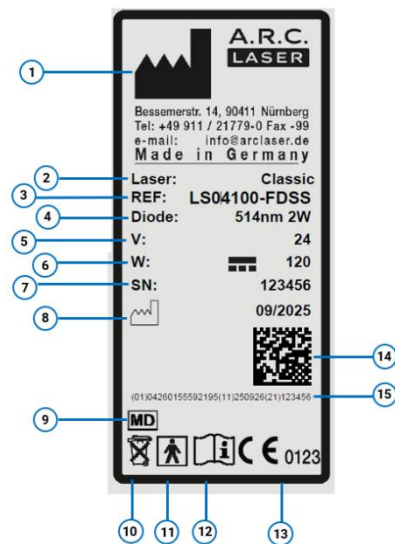 A.R.C.
LASER
Bessemerstr. 14, 90411 Nürnberg
Tel: +49 911 / 21779-0 Fax -99
e-mail: info@arclaser.de
Made in Germany
1
2 Laser: Classic
3 REF: LS04100-FDSS
4 Diode: 514nm 2W
5 V: 24
6 W: 120
7 SN: 123456
8 09/2025
14
(01)04260155592195(11)250926(21)123456 15
9 MD
CE 0123
10 11 12 13